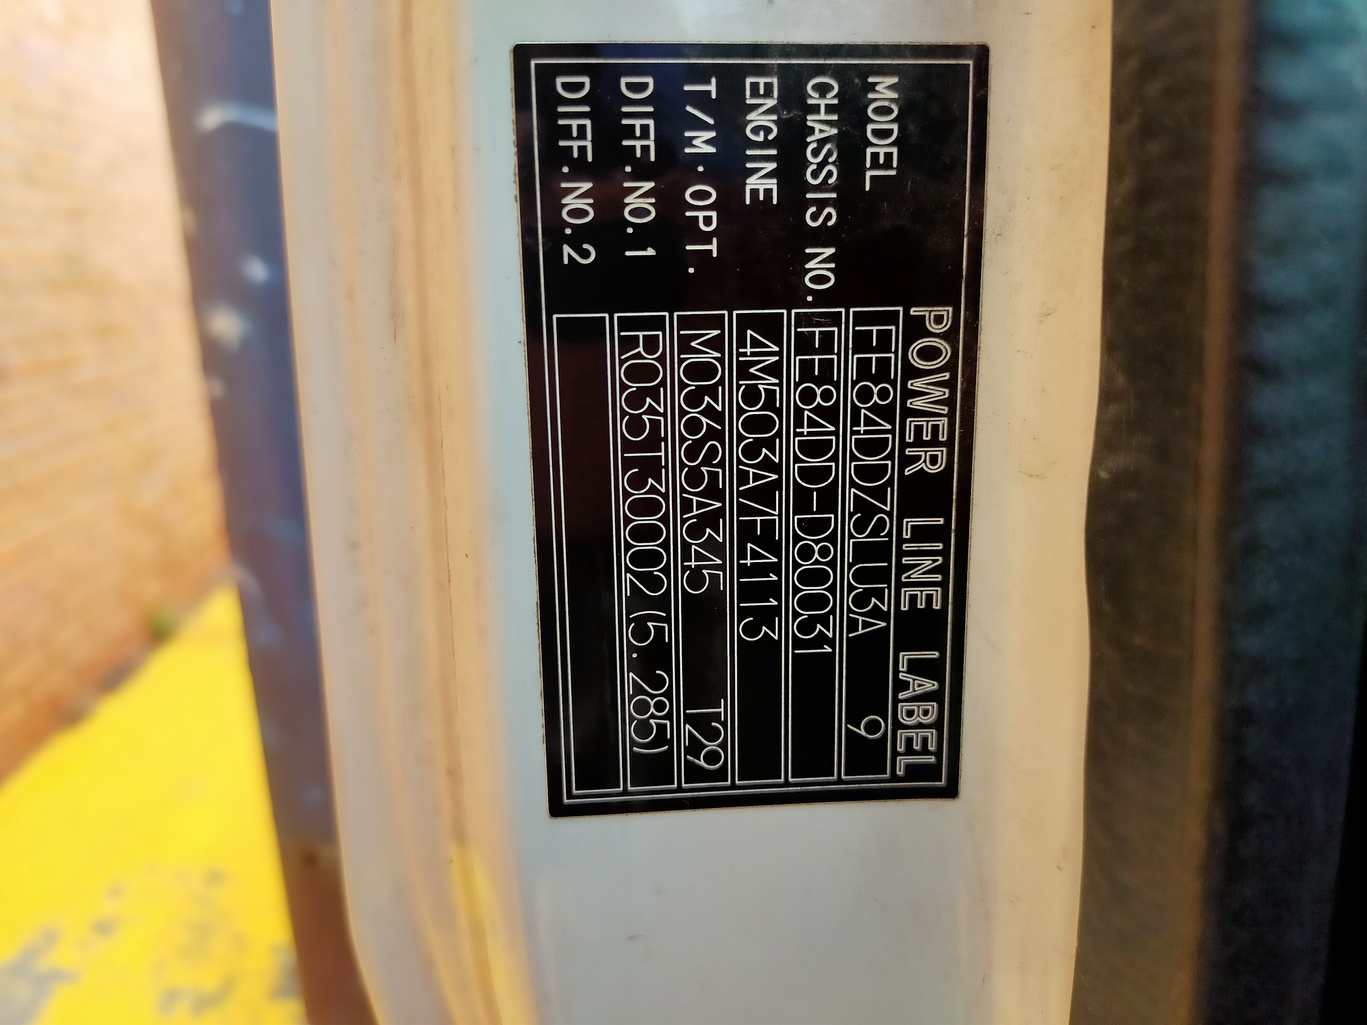 POWER LINE LABEL
MODEL FE84DDZSLU3A 9
CHASSIS NO. FE84DD-D80031
ENGINE 4M503A7F4113
T/M.OPT. M036S5A345 T29
DIFF.NO.1 R035T30002(5.285)
DIFF.NO.2